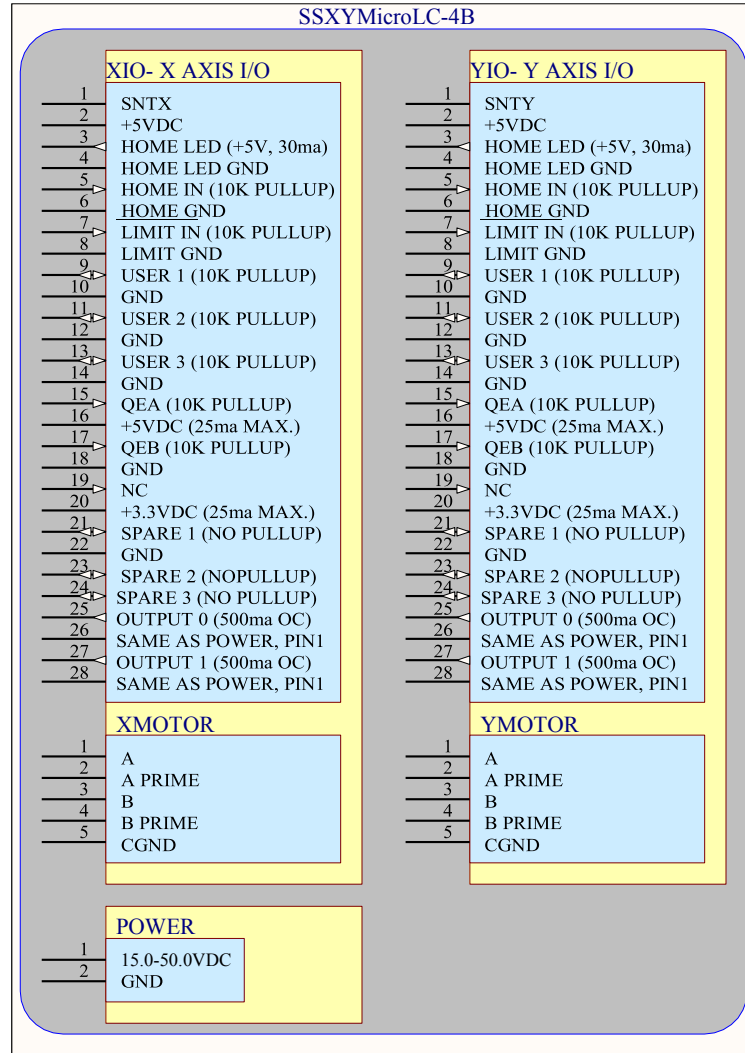 SSXYMicroLC-4B
XIO- X AXIS I/O
1 SNTX
2 +5VDC
3 HOME LED (+5V, 30ma)
4 HOME LED GND
5 HOME IN (10K PULLUP)
6 HOME GND
7 LIMIT IN (10K PULLUP)
8 LIMIT GND
9 USER 1 (10K PULLUP)
10 GND
11 USER 2 (10K PULLUP)
12 GND
13 USER 3 (10K PULLUP)
14 GND
15 QEA (10K PULLUP)
16 +5VDC (25ma MAX.)
17 QEB (10K PULLUP)
18 GND
19 NC
20 +3.3VDC (25ma MAX.)
21 SPARE 1 (NO PULLUP)
22 GND
23 SPARE 2 (NOPULLUP)
24 SPARE 3 (NO PULLUP)
25 OUTPUT 0 (500ma OC)
26 SAME AS POWER, PIN1
27 OUTPUT 1 (500ma OC)
28 SAME AS POWER, PIN1
XMOTOR
1 A
2 A PRIME
3 B
4 B PRIME
5 CGND
POWER
1 15.0-50.0VDC
2 GND
YIO- Y AXIS I/O
1 SNTY
2 +5VDC
3 HOME LED (+5V, 30ma)
4 HOME LED GND
5 HOME IN (10K PULLUP)
6 HOME GND
7 LIMIT IN (10K PULLUP)
8 LIMIT GND
9 USER 1 (10K PULLUP)
10 GND
11 USER 2 (10K PULLUP)
12 GND
13 USER 3 (10K PULLUP)
14 GND
15 QEA (10K PULLUP)
16 +5VDC (25ma MAX.)
17 QEB (10K PULLUP)
18 GND
19 NC
20 +3.3VDC (25ma MAX.)
21 SPARE 1 (NO PULLUP)
22 GND
23 SPARE 2 (NOPULLUP)
24 SPARE 3 (NO PULLUP)
25 OUTPUT 0 (500ma OC)
26 SAME AS POWER, PIN1
27 OUTPUT 1 (500ma OC)
28 SAME AS POWER, PIN1
YMOTOR
1 A
2 A PRIME
3 B
4 B PRIME
5 CGND